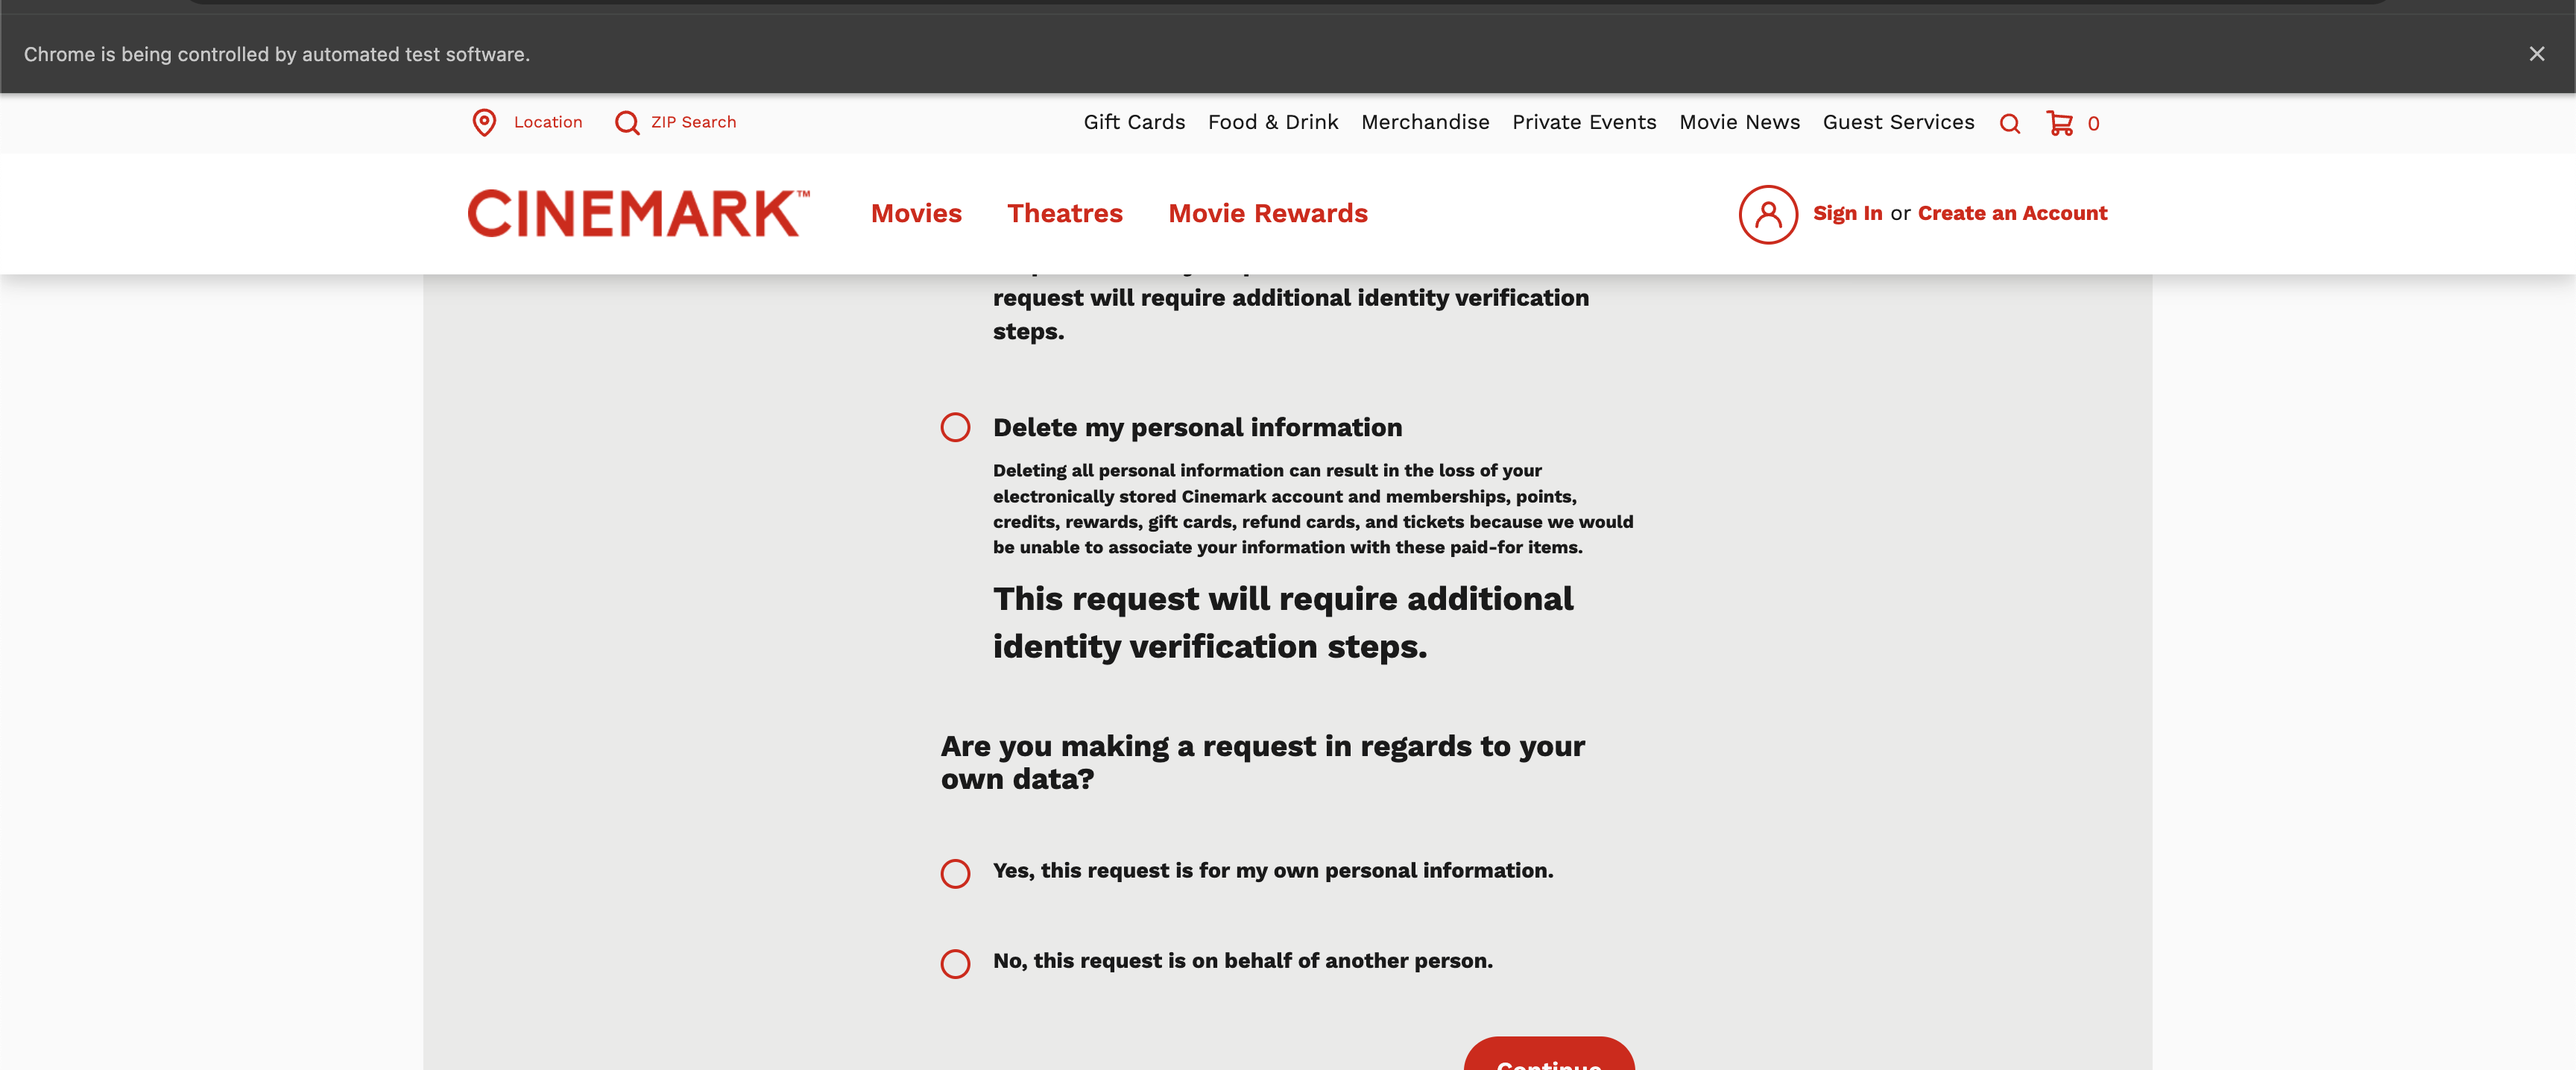 Chrome is being controlled by automated test software.
Location ZIP Search Gift Cards Food & Drink Merchandise Private Events Movie News Guest Services 0
CINEMARK™ Movies Theatres Movie Rewards Sign In or Create an Account
request will require additional identity verification
steps.
Delete my personal information
Deleting all personal information can result in the loss of your
electronically stored Cinemark account and memberships, points,
credits, rewards, gift cards, refund cards, and tickets because we would
be unable to associate your information with these paid-for items.
This request will require additional
identity verification steps.
Are you making a request in regards to your
own data?
Yes, this request is for my own personal information.
No, this request is on behalf of another person.
Continue